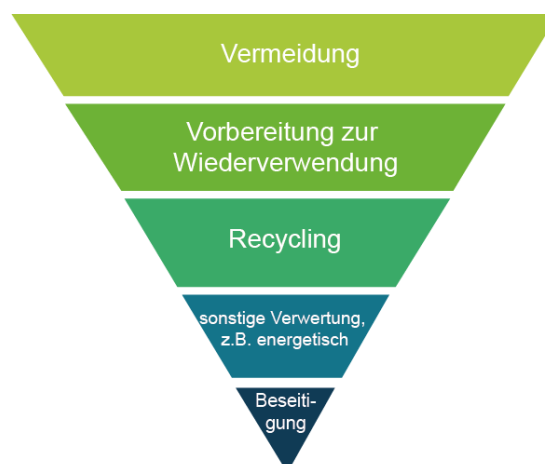 Vermeidung
Vorbereitung zur
Wiederverwendung
Recycling
sonstige Verwertung,
z.B. energetisch
Beseiti-
gung